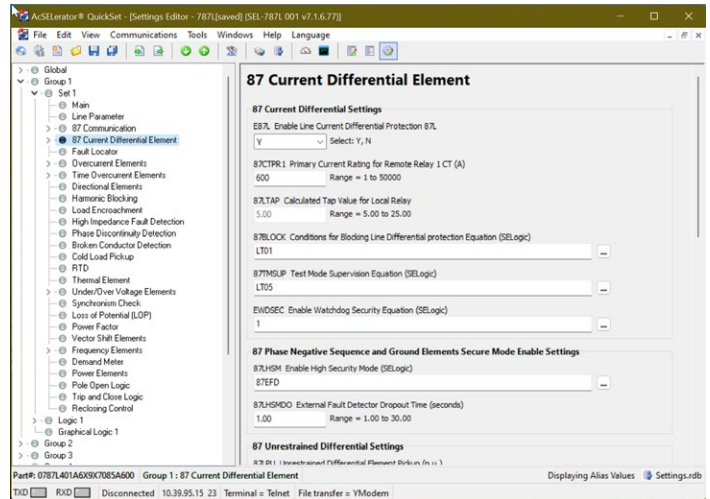 AcSELerator® QuickSet - [Settings Editor - 787L[saved] (SEL-787L 001 v7.1.6.77)]
File Edit View Communications Tools Windows Help Language
Global
Group 1
Set 1
Main
Line Parameter
87 Communication
87 Current Differential Element
Fault Locator
Overcurrent Elements
Time Overcurrent Elements
Directional Elements
Harmonic Blocking
Load Encroachment
High Impedance Fault Detection
Phase Discontinuity Detection
Broken Conductor Detection
Cold Load Pickup
RTD
Thermal Element
Under/Over Voltage Elements
Synchronism Check
Loss of Potential (LOP)
Power Factor
Vector Shift Elements
Frequency Elements
Demand Meter
Power Elements
Pole Open Logic
Trip and Close Logic
Reclosing Control
Logic 1
Graphical Logic 1
Group 2
Group 3
87 Current Differential Element
87 Current Differential Settings
E87L Enable Line Current Differential Protection 87L
Y Select: Y, N
87CTPR1 Primary Current Rating for Remote Relay 1 CT (A)
600 Range = 1 to 50000
87LTAP Calculated Tap Value for Local Relay
5.00 Range = 5.00 to 25.00
87BLOCK Conditions for Blocking Line Differential protection Equation (SELogic)
LT01
...
87TMSUP Test Mode Supervision Equation (SELogic)
LT05
...
EWDSEC Enable Watchdog Security Equation (SELogic)
1
...
87 Phase Negative Sequence and Ground Elements Secure Mode Enable Settings
87LHSM Enable High Security Mode (SELogic)
87EFD
...
87LHSMDO External Fault Detector Dropout Time (seconds)
1.00 Range = 1.00 to 30.00
87 Unrestrained Differential Settings
87LPU Unrestrained Differential Element Pickup (p.u.)
Part#: 0787L401A6X9X7085A600 Group 1 : 87 Current Differential Element Displaying Alias Values Settings.rdb
TXD RXD Disconnected 10.39.95.15 23 Terminal = Telnet File transfer = YModem